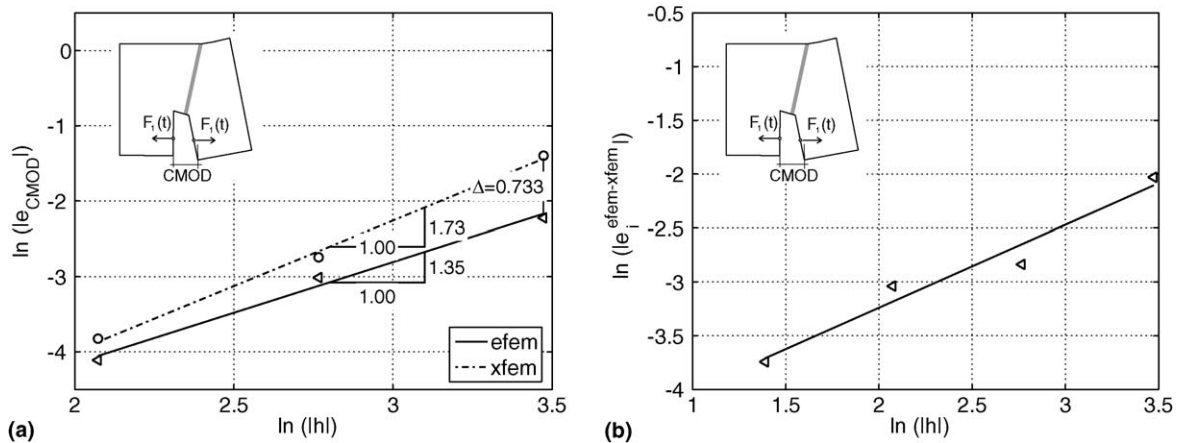 0
-1
-2
-3
-4
2
2.5
3
3.5
ln (|h|)
ln (|e_CMOD|)
F₁(t)
F₁(t)
CMOD
Δ=0.733
1.73
1.00
1.35
1.00
efem
xfem
(a)
-0.5
-1
-1.5
-2
-2.5
-3
-3.5
-4
1
1.5
2
2.5
3
3.5
ln (|h|)
ln (|e_i^efem-xfem|)
F₁(t)
F₁(t)
CMOD
(b)